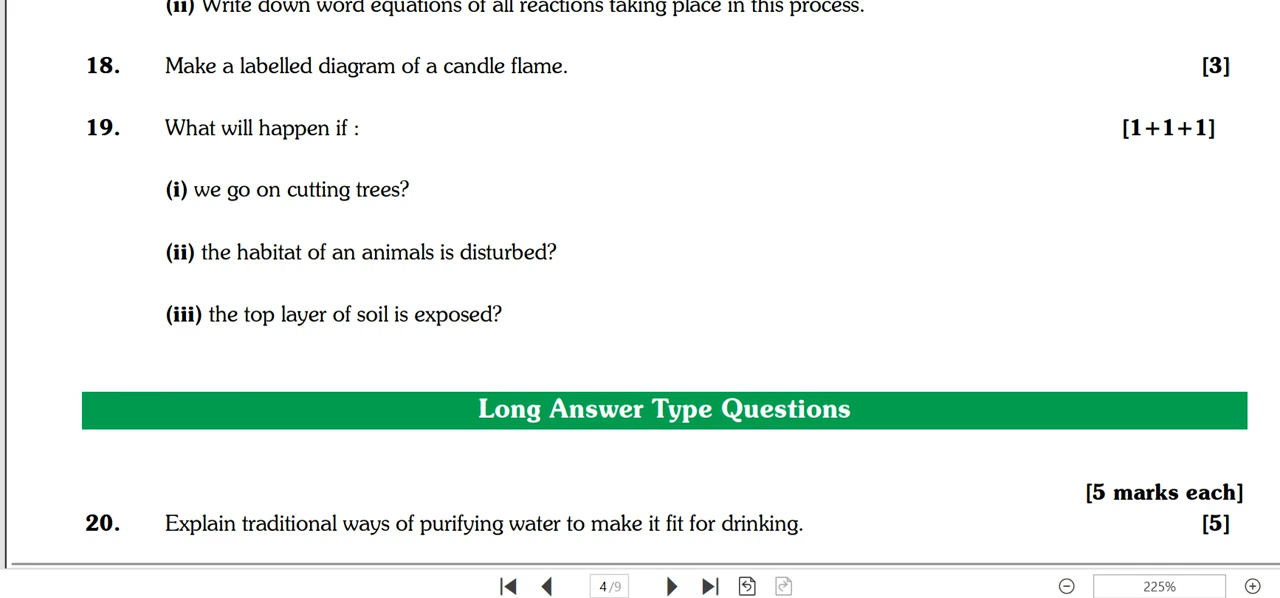 (ii) Write down word equations of all reactions taking place in this process.
18. Make a labelled diagram of a candle flame. [3]
19. What will happen if : [1+1+1]
(i) we go on cutting trees?
(ii) the habitat of an animals is disturbed?
(iii) the top layer of soil is exposed?
Long Answer Type Questions
[5 marks each]
20. Explain traditional ways of purifying water to make it fit for drinking. [5]
4 /9 225%